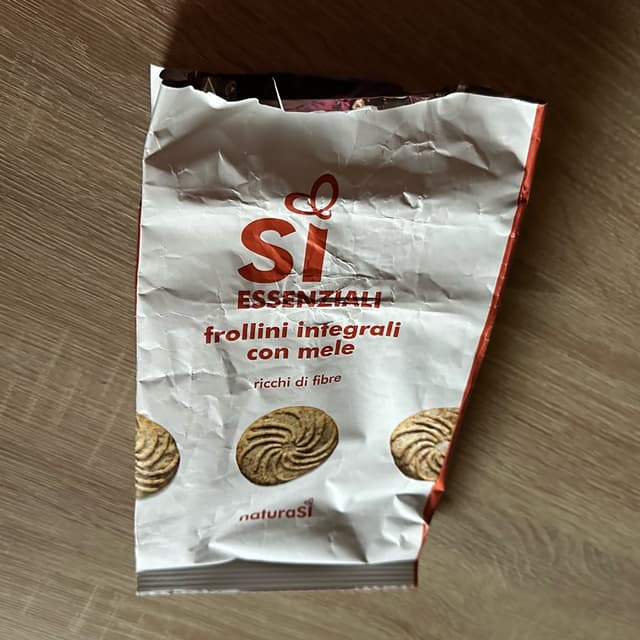 sì
ESSENZIALI
frollini integrali
con mele
ricchi di fibre
naturasì